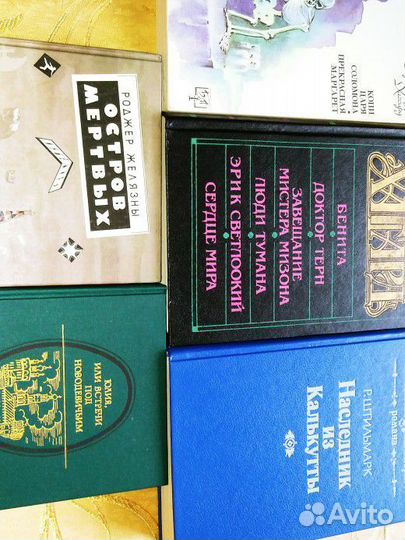 РОДЖЕР ЖЕЛЯЗНЫ
ОСТРОВ
МЕРТВЫХ
КОПИ
ЦАРЯ
СОЛОМОНА
ПРЕКРАСНАЯ
МАРГАРЕТ
БЕНИТА
ДОКТОР ТЕРН
ЗАВЕЩАНИЕ
МИСТЕРА МИЗОНА
ЛЮДИ ТУМАНА
ЭРИК СВЕТЛООКИЙ
СЕРДЦЕ МИРА
ЮЛИЯ,
ИЛИ ВСТРЕЧИ
ПОД
НОВОДЕВИЧЬИМ
Р.ШТИЛЬМАРК
Наследник
из
Калькутты
Avito